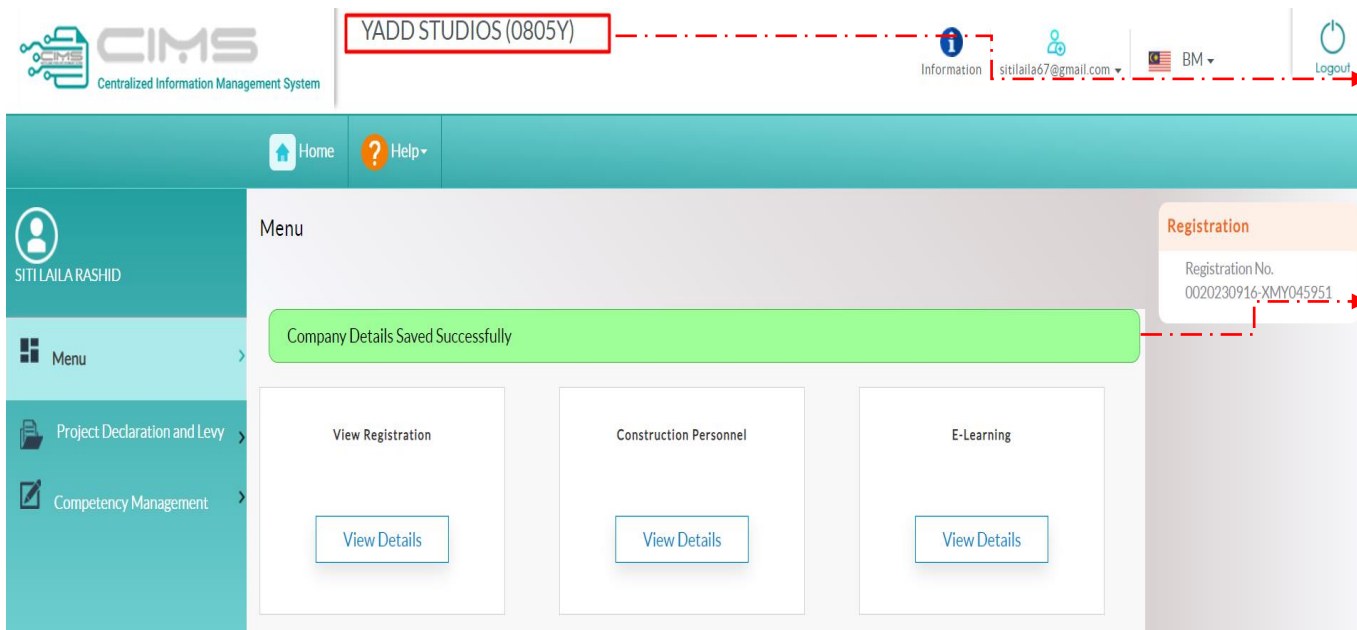 CIMS
CIMS
Centralized Information Management System
YADD STUDIOS (0805Y)
Information
sitilaila67@gmail.com
BM
Logout
Home
Help
SITI LAILA RASHID
Menu
Project Declaration and Levy
Competency Management
Menu
Company Details Saved Successfully
View Registration
View Details
Construction Personnel
View Details
E-Learning
View Details
Registration
Registration No.
0020230916-XMY045951